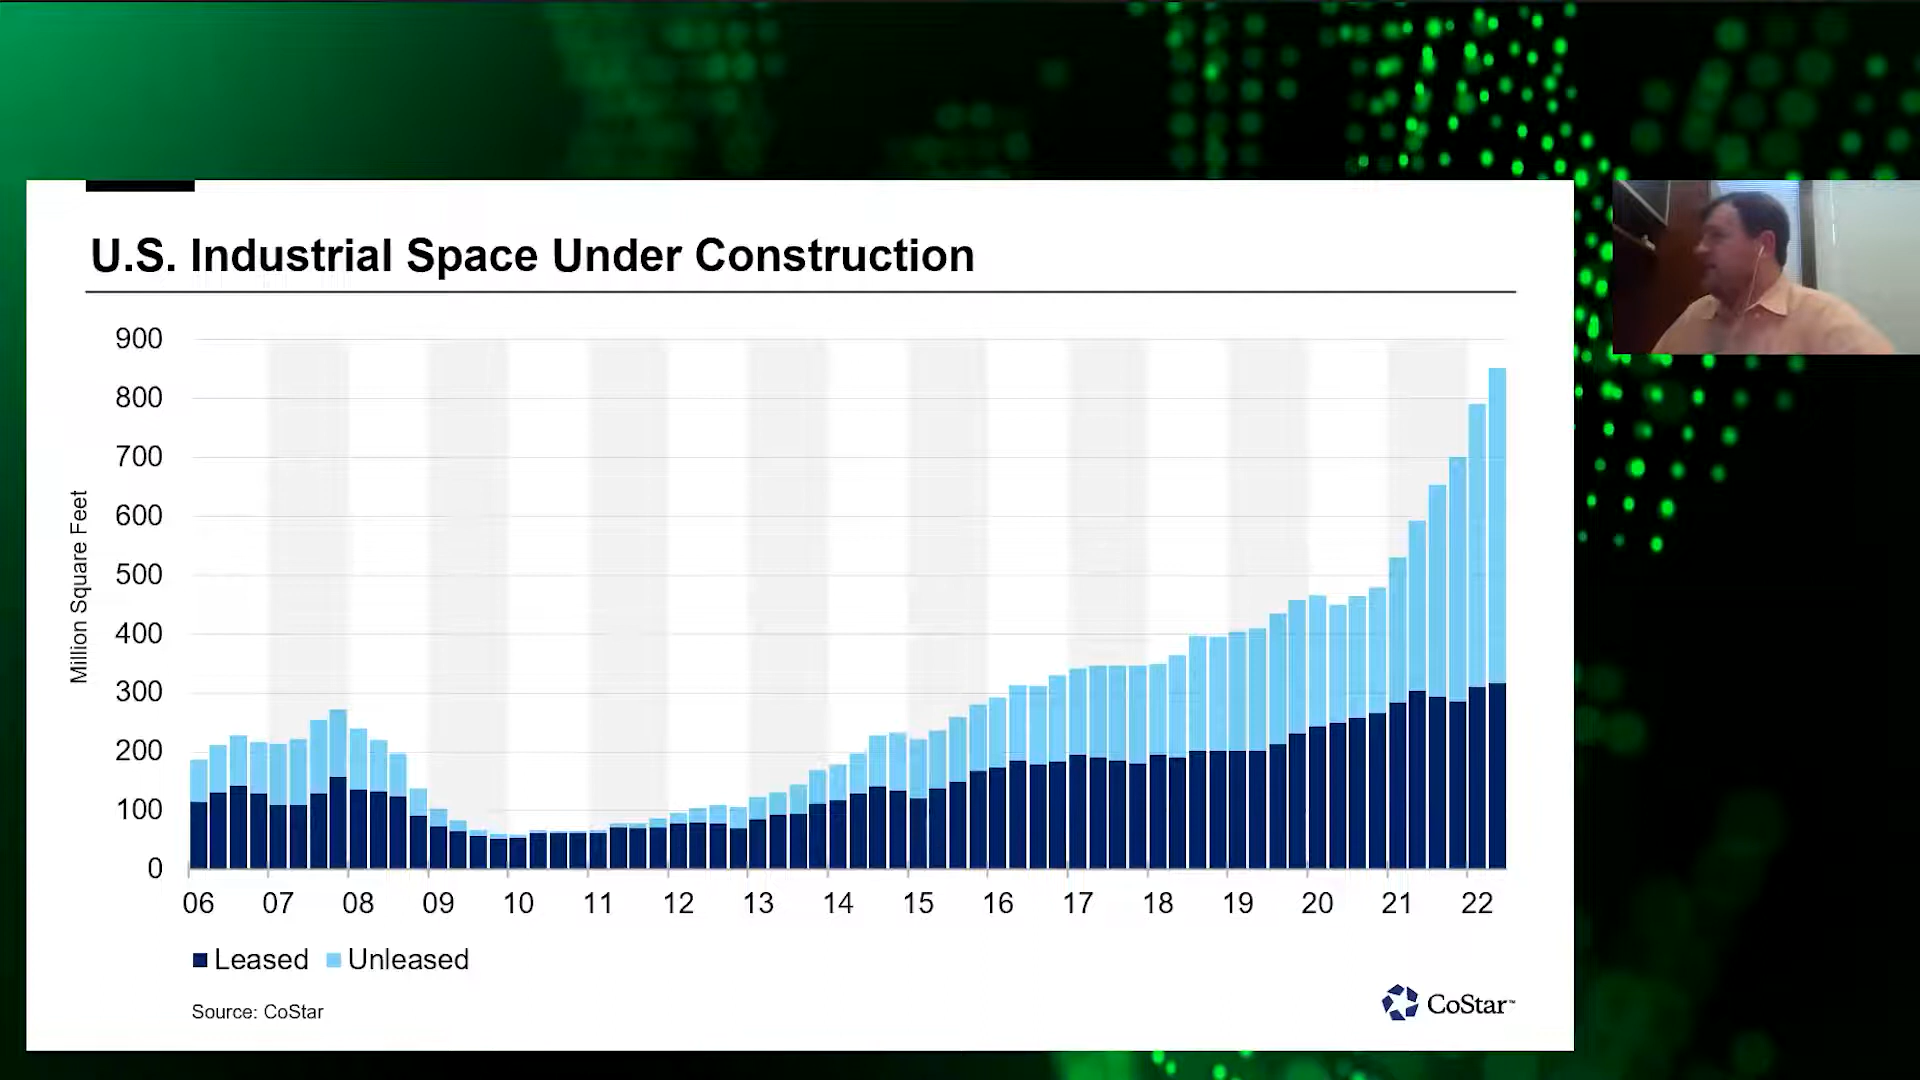 U.S. Industrial Space Under Construction
Million Square Feet
900
800
700
600
500
400
300
200
100
0
06 07 08 09 10 11 12 13 14 15 16 17 18 19 20 21 22
Leased Unleased
Source: CoStar
CoStar™